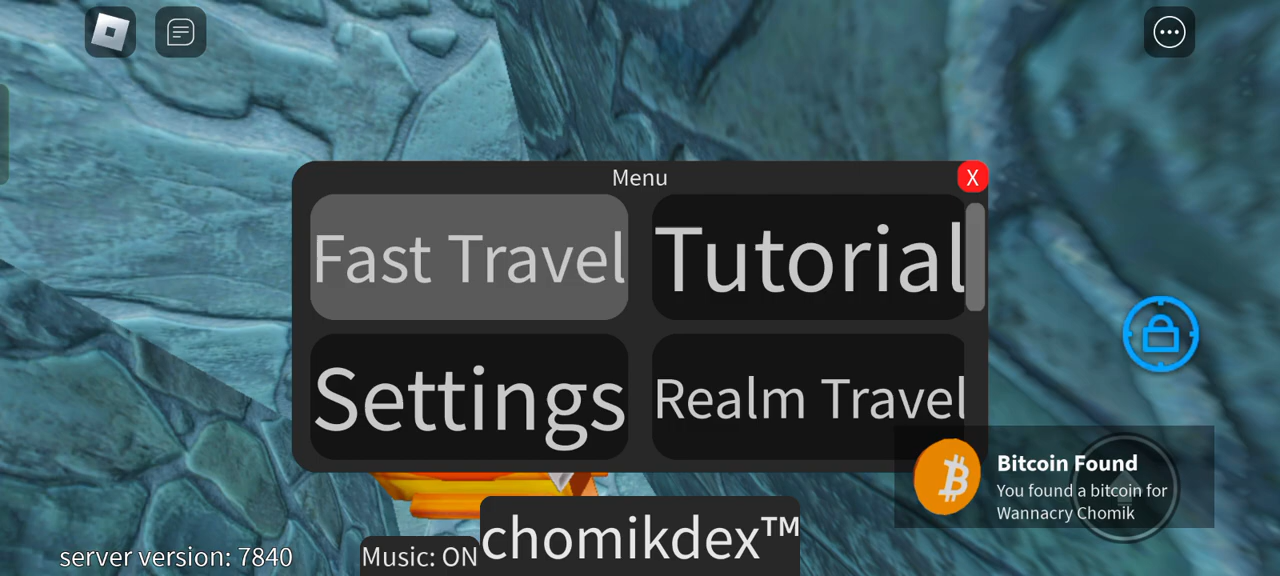 Menu
X
Fast Travel
Tutorial
Settings
Realm Travel
Bitcoin Found
You found a bitcoin for
Wannacry Chomik
chomikdex™
Music: ON
server version: 7840